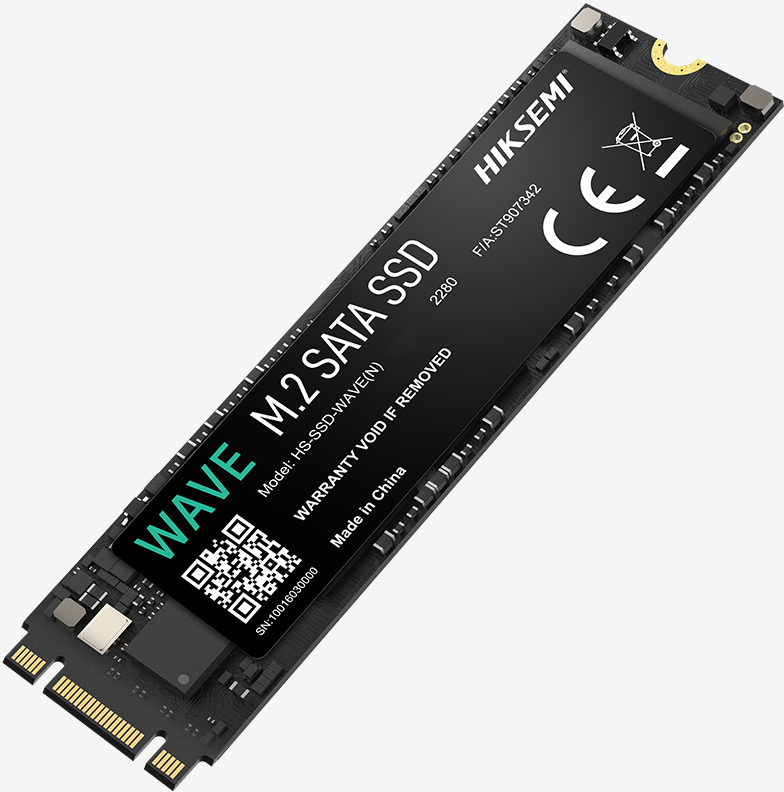 HIKSEMI
F/A:ST907342
WAVE M.2 SATA SSD
2280
Model: HS-SSD-WAVE(N)
WARRANTY VOID IF REMOVED
Made in China
SN:10016030000